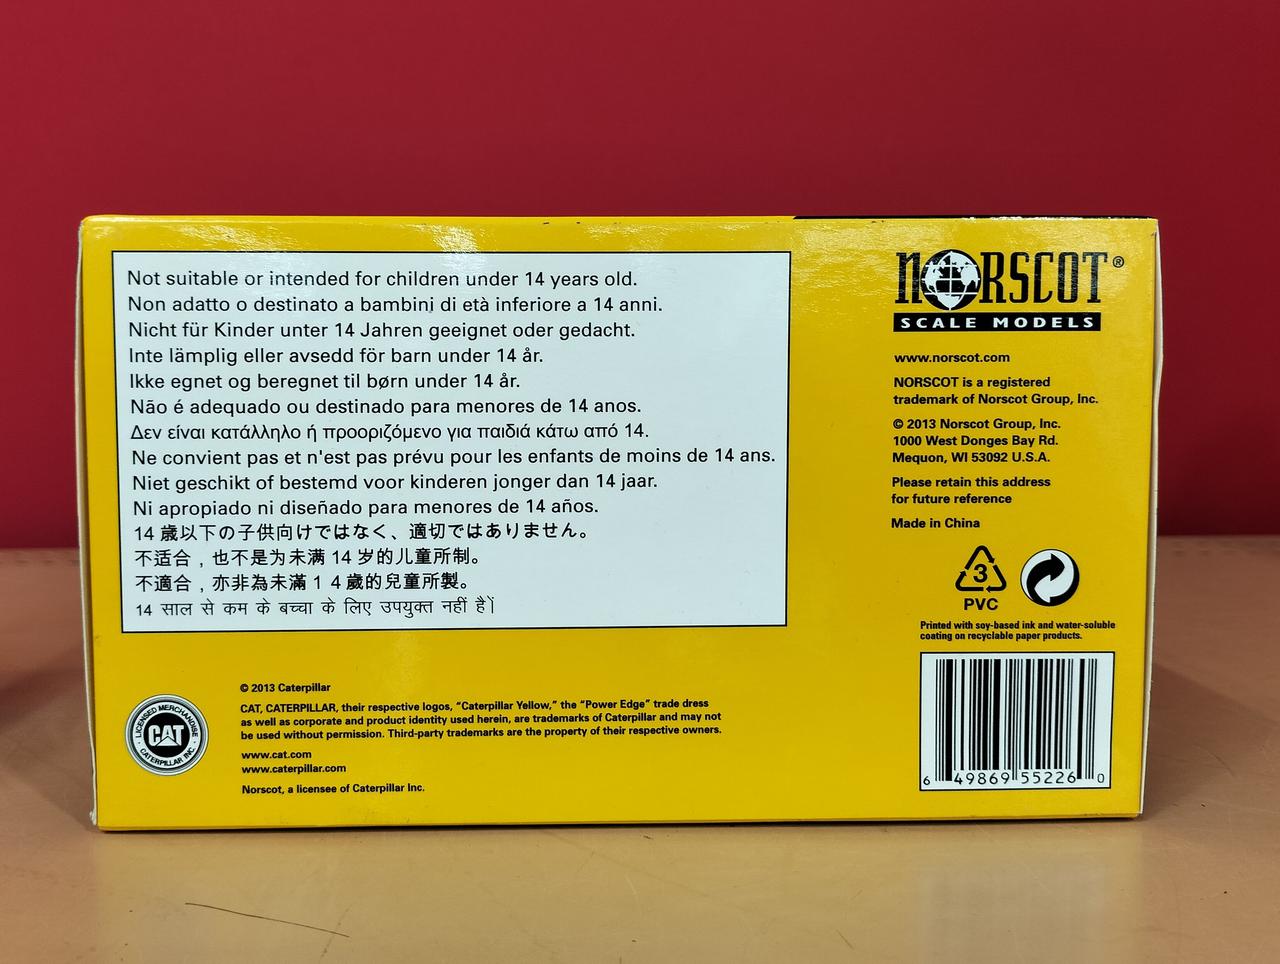 Not suitable or intended for children under 14 years old.
Non adatto o destinato a bambini di età inferiore a 14 anni.
Nicht für Kinder unter 14 Jahren geeignet oder gedacht.
Inte lämplig eller avsedd för barn under 14 år.
Ikke egnet og beregnet til børn under 14 år.
Não é adequado ou destinado para menores de 14 anos.
Δεν είναι κατάλληλο ή προοριζόμενο για παιδιά κάτω από 14.
Ne convient pas et n'est pas prévu pour les enfants de moins de 14 ans.
Niet geschikt of bestemd voor kinderen jonger dan 14 jaar.
Ni apropiado ni diseñado para menores de 14 años.
14 歳以下の子供向けではなく、適切ではありません。
不适合，也不是为未满 14 岁的儿童所制。
不適合，亦非為未滿１４歲的兒童所製。
14 साल से कम के बच्चा के लिए उपयुक्त नहीं है।
NORSCOT®
SCALE MODELS
www.norscot.com
NORSCOT is a registered
trademark of Norscot Group, Inc.
© 2013 Norscot Group, Inc.
1000 West Donges Bay Rd.
Mequon, WI 53092 U.S.A.
Please retain this address
for future reference
Made in China
3
PVC
Printed with soy-based ink and water-soluble
coating on recyclable paper products.
6 49869 55226 0
LICENSED MERCHANDISE
CAT
CATERPILLAR INC.
© 2013 Caterpillar
CAT, CATERPILLAR, their respective logos, “Caterpillar Yellow,” the “Power Edge” trade dress
as well as corporate and product identity used herein, are trademarks of Caterpillar and may not
be used without permission. Third-party trademarks are the property of their respective owners.
www.cat.com
www.caterpillar.com
Norscot, a licensee of Caterpillar Inc.